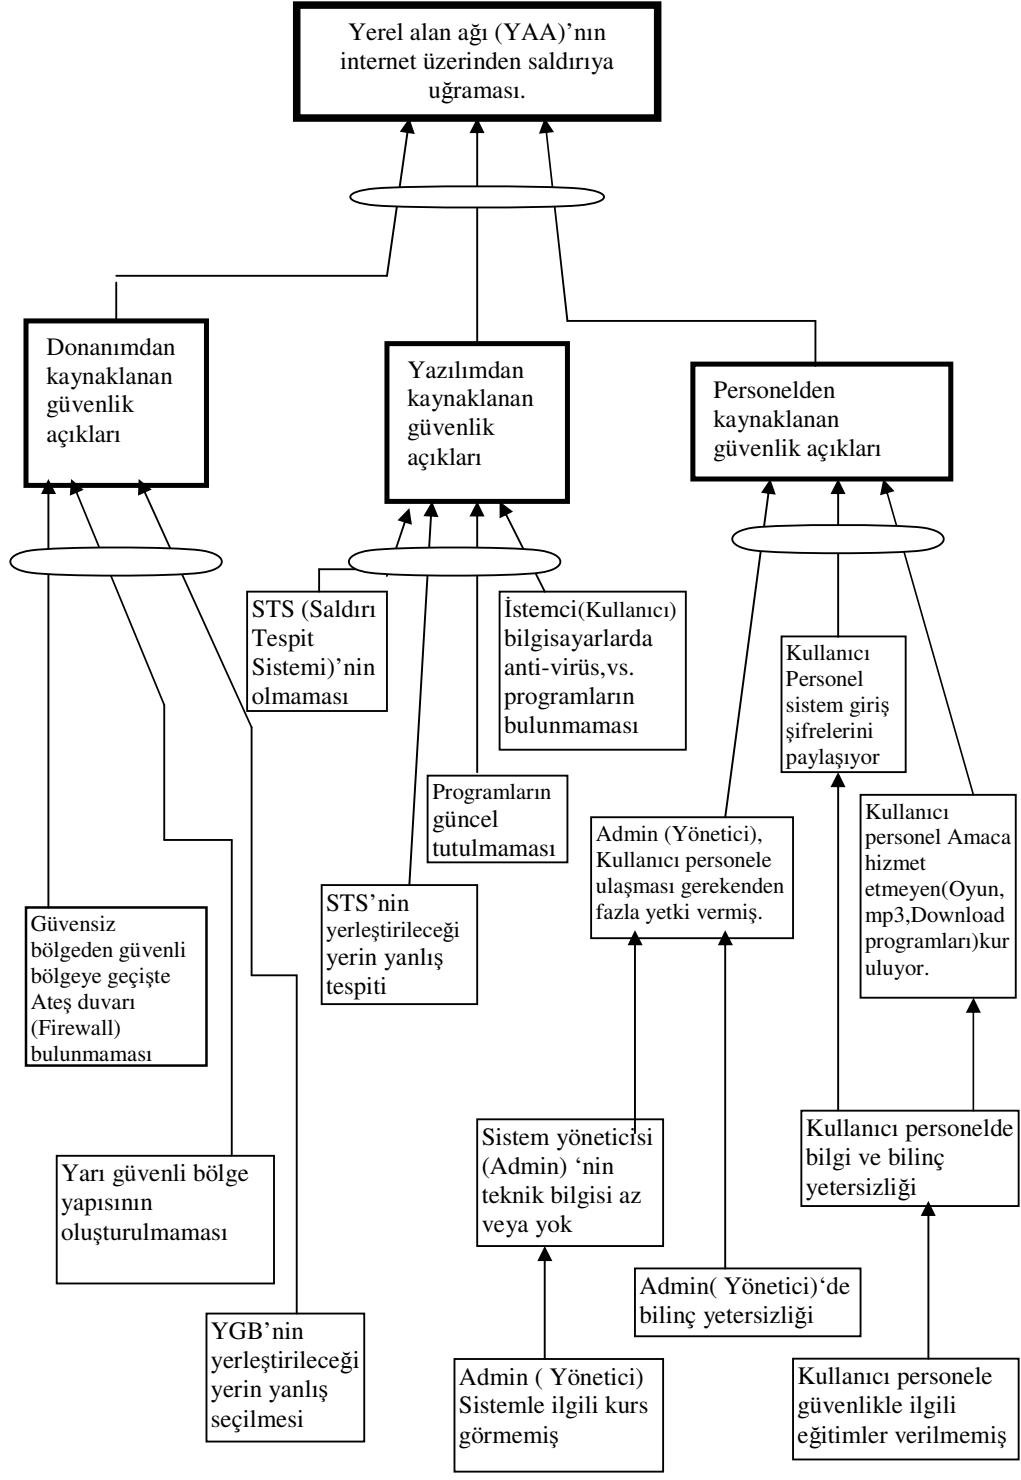 Yerel alan ağı (YAA)’nın
internet üzerinden saldırıya
uğraması.
Donanımdan
kaynaklanan
güvenlik
açıkları
Yazılımdan
kaynaklanan
güvenlik
açıkları
Personelden
kaynaklanan
güvenlik açıkları
STS (Saldırı
Tespit
Sistemi)’nin
olmaması
İstemci(Kullanıcı)
bilgisayarlarda
anti-virüs,vs.
programların
bulunmaması
Kullanıcı
Personel
sistem giriş
şifrelerini
paylaşıyor
Programların
güncel
tutulmaması
Admin (Yönetici),
Kullanıcı personele
ulaşması gerekenden
fazla yetki vermiş.
Kullanıcı
personel Amaca
hizmet
etmeyen(Oyun,
mp3,Download
programları)kur
uluyor.
STS’nin
yerleştirileceği
yerin yanlış
tespiti
Güvensiz
bölgeden güvenli
bölgeye geçişte
Ateş duvarı
(Firewall)
bulunmaması
Sistem yöneticisi
(Admin) ‘nin
teknik bilgisi az
veya yok
Kullanıcı personelde
bilgi ve bilinç
yetersizliği
Yarı güvenli bölge
yapısının
oluşturulmaması
Admin( Yönetici)‘de
bilinç yetersizliği
YGB’nin
yerleştirileceği
yerin yanlış
seçilmesi
Admin ( Yönetici)
Sistemle ilgili kurs
görmemiş
Kullanıcı personele
güvenlikle ilgili
eğitimler verilmemiş